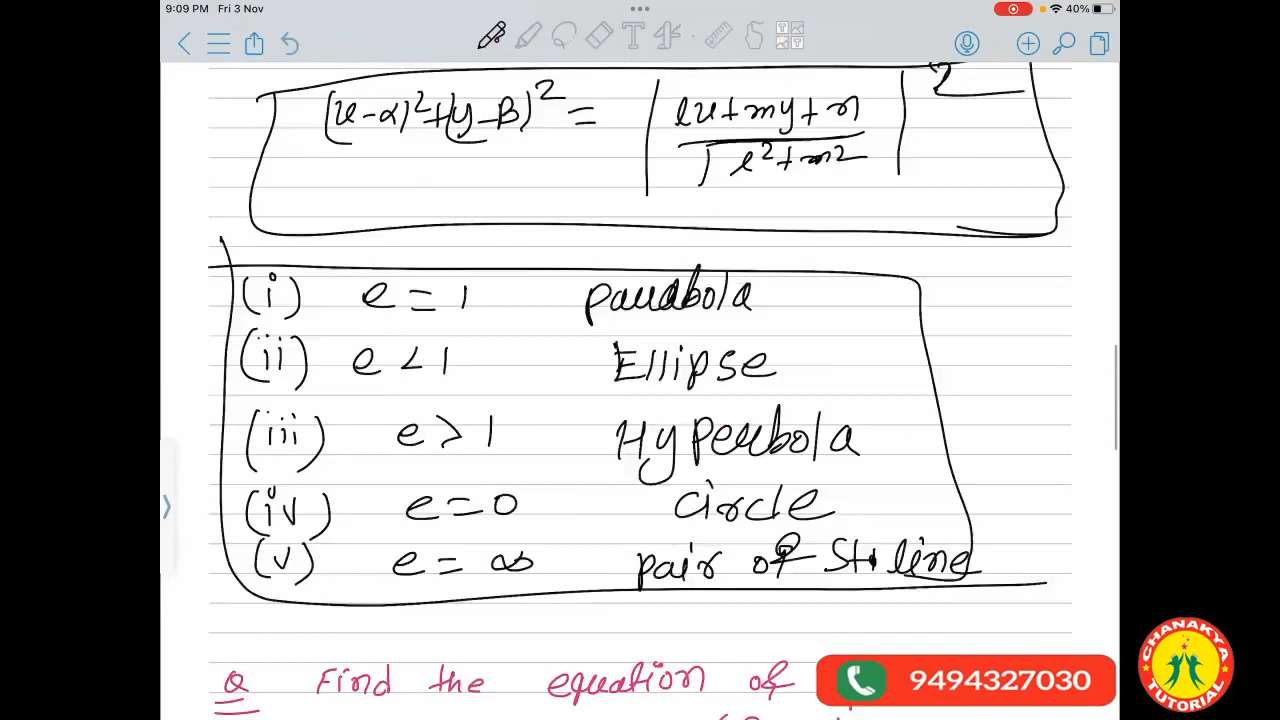 9:09 PM Fri 3 Nov
40%
(x-α)²+(y-β)² = | lx+my+n / √l²+m² | 2
(i) e = 1 parabola
(ii) e < 1 Ellipse
(iii) e > 1 Hyperbola
(iv) e = 0 circle
(v) e = ∞ pair of St. line
Q Find the equation of
9494327030
CHANAKYA
TUTORIAL